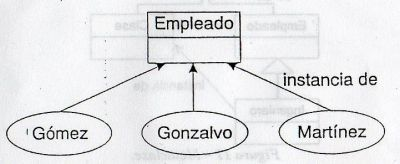 Empleado
instancia de
Gómez
Gonzalvo
Martínez